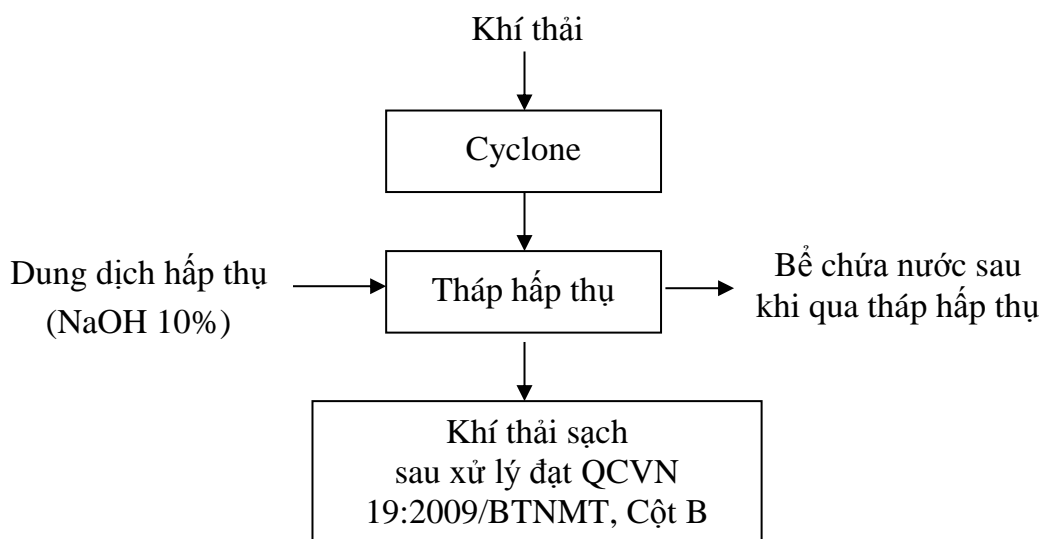 Khí thải
Cyclone
Dung dịch hấp thụ
(NaOH 10%)
Tháp hấp thụ
Bể chứa nước sau
khi qua tháp hấp thụ
Khí thải sạch
sau xử lý đạt QCVN
19:2009/BTNMT, Cột B